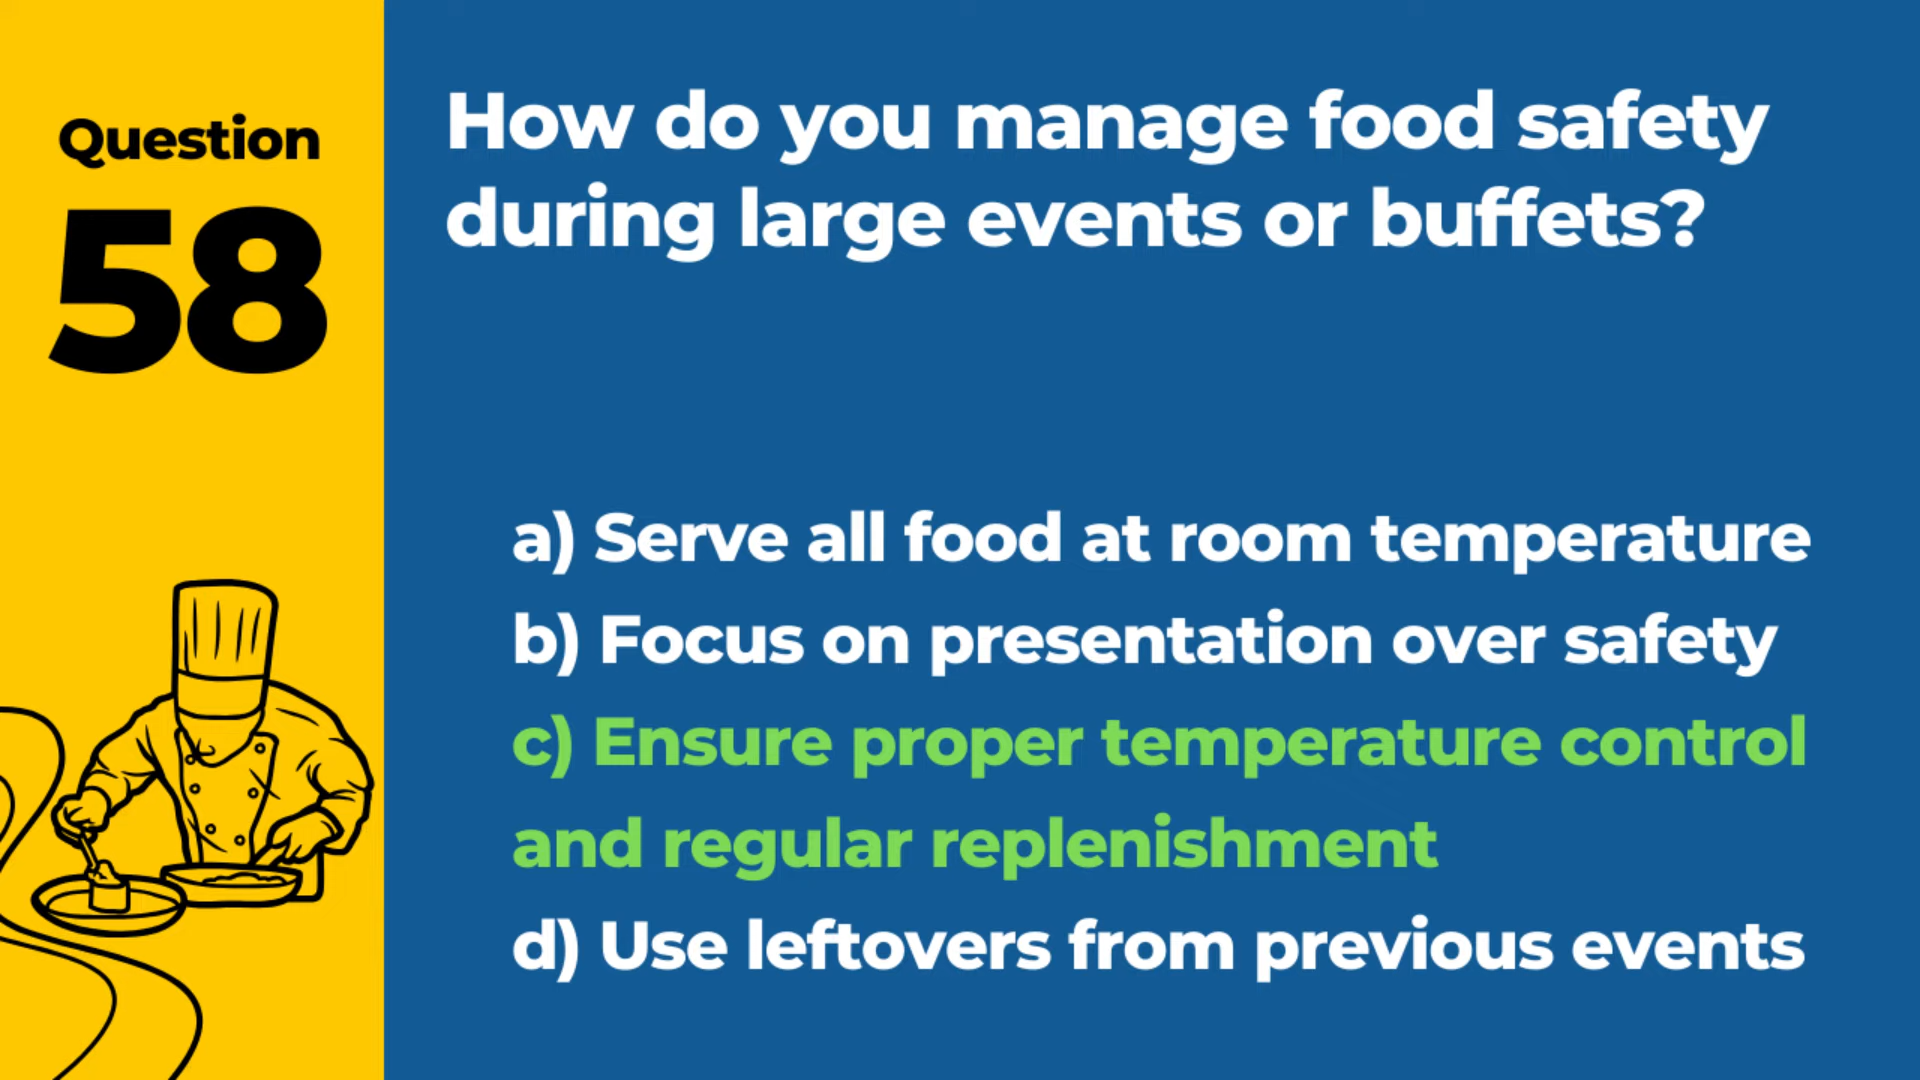 Question
58
How do you manage food safety
during large events or buffets?
a) Serve all food at room temperature
b) Focus on presentation over safety
c) Ensure proper temperature control
and regular replenishment
d) Use leftovers from previous events